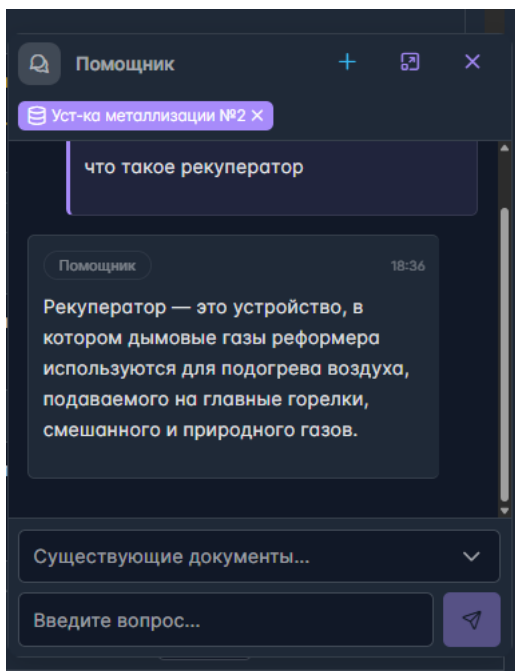 Помощник
Уст-ка металлизации №2 ×
что такое рекуператор
Помощник
18:36
Рекуператор — это устройство, в
котором дымовые газы реформера
используются для подогрева воздуха,
подаваемого на главные горелки,
смешанного и природного газов.
Существующие документы...
Введите вопрос...